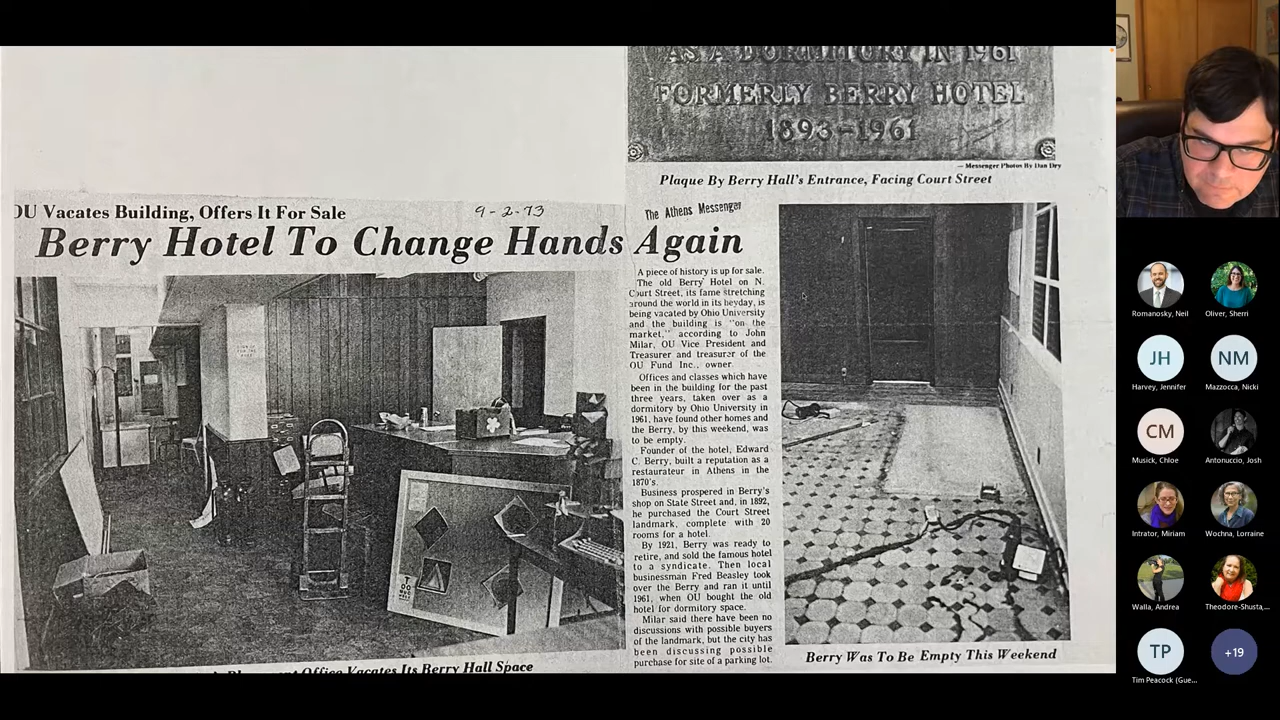 AS A DORMITORY IN 1961
FORMERLY BERRY HOTEL
1893-1961
— Messenger Photos By Dan Dry
Plaque By Berry Hall's Entrance, Facing Court Street
OU Vacates Building, Offers It For Sale
9-2-73
The Athens Messenger
Berry Hotel To Change Hands Again
A piece of history is up for sale.
The old Berry Hotel on N.
Court Street, its fame stretching
around the world in its heyday, is
being vacated by Ohio University
and the building is "on the
market," according to John
Milar, OU Vice President and
Treasurer and treasurer of the
OU Fund Inc., owner.
Offices and classes which have
been in the building for the past
three years, taken over as a
dormitory by Ohio University in
1961, have found other homes and
the Berry, by this weekend, was
to be empty.
Founder of the hotel, Edward
C. Berry, built a reputation as a
restaurateur in Athens in the
1870's.
Business prospered in Berry's
shop on State Street and, in 1892,
he purchased the Court Street
landmark, complete with 20
rooms for a hotel.
By 1921, Berry was ready to
retire, and sold the famous hotel
to a syndicate. Then local
businessman Fred Beasley took
over the Berry and ran it until
1961, when OU bought the old
hotel for dormitory space.
Milar said there have been no
discussions with possible buyers
of the landmark, but the city has
been discussing possible
purchase for site of a parking lot.
Office Vacates Its Berry Hall Space
Berry Was To Be Empty This Weekend
Romanosky, Neil
Oliver, Sherri
JH
NM
Harvey, Jennifer
Mazzocca, Nicki
CM
Musick, Chloe
Antonuccio, Josh
Intrator, Miriam
Wochna, Lorraine
Walla, Andrea
Theodore-Shusta,...
TP
+19
Tim Peacock (Gue...